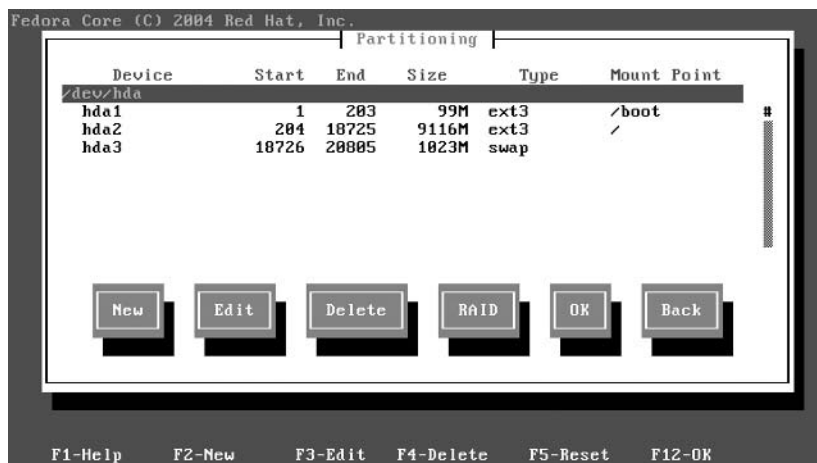 Fedora Core (C) 2004 Red Hat, Inc.
Partitioning
Device Start End Size Type Mount Point
/dev/hda
hda1 1 203 99M ext3 /boot #
hda2 204 18725 9116M ext3 /
hda3 18726 20805 1023M swap
New Edit Delete RAID OK Back
F1-Help F2-New F3-Edit F4-Delete F5-Reset F12-OK